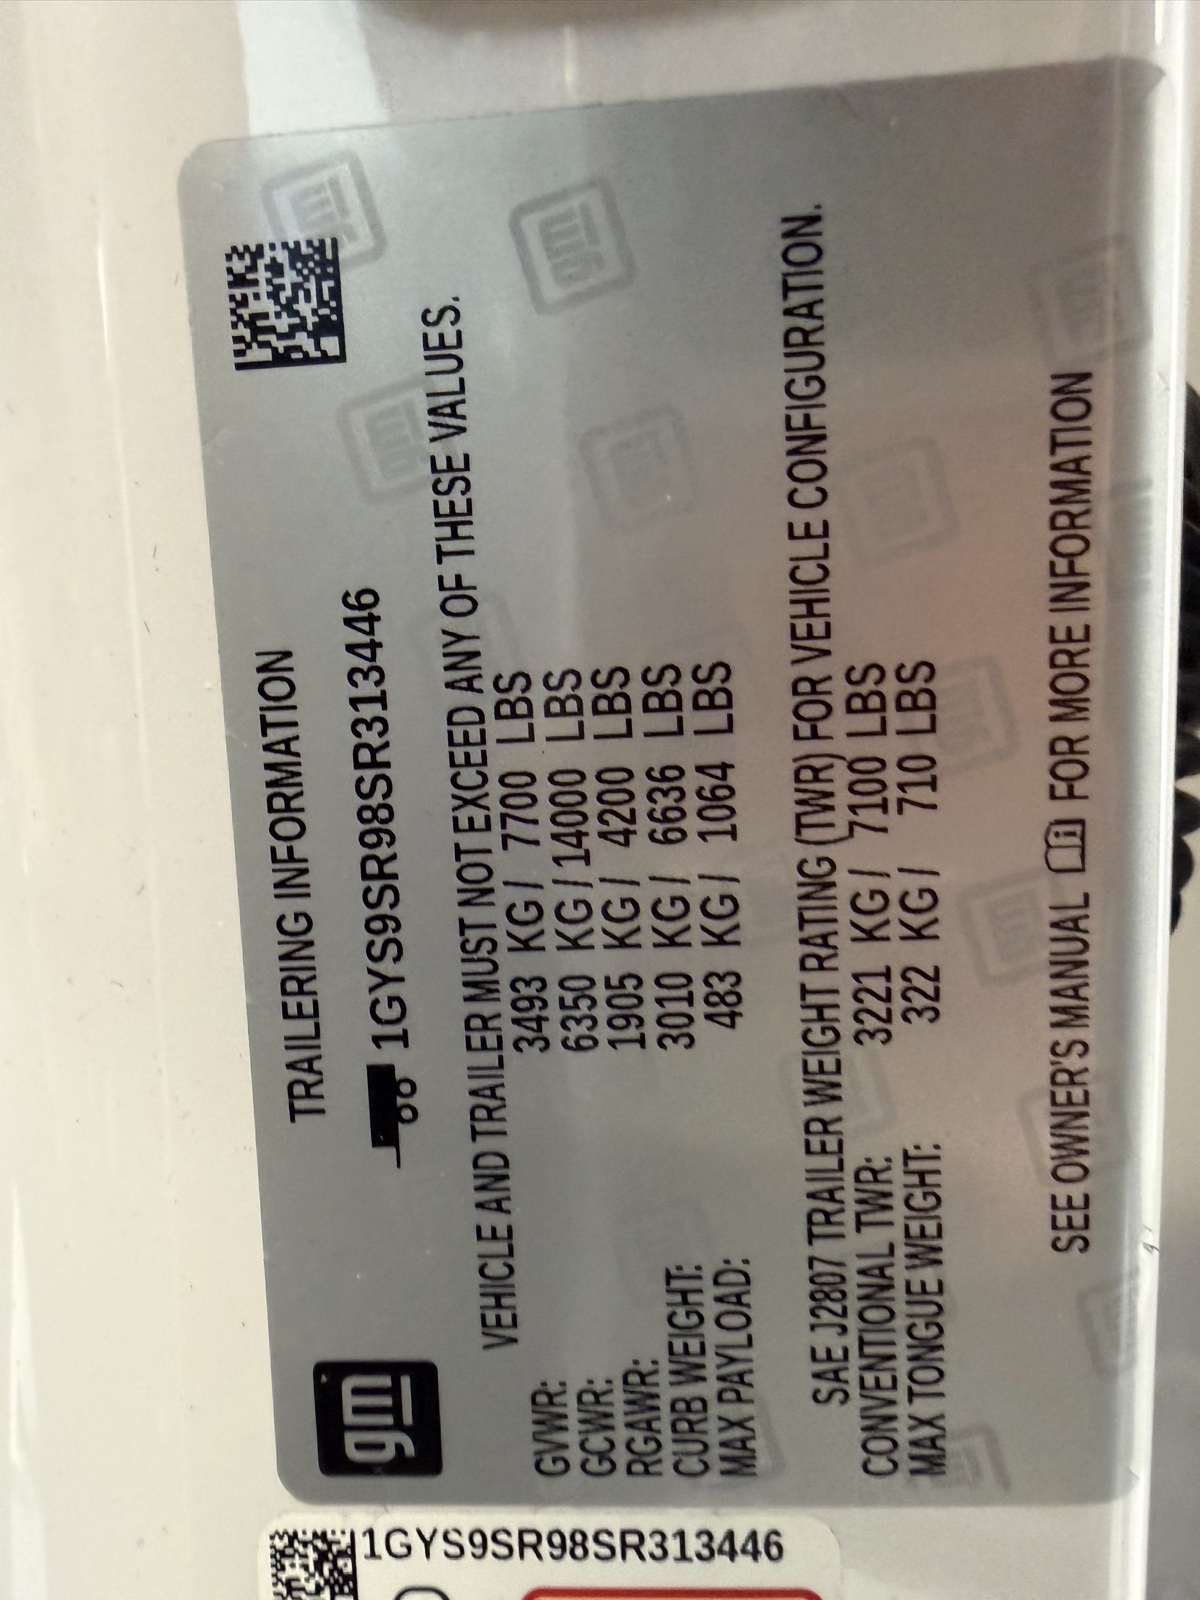 gm
TRAILERING INFORMATION
1GYS9SR98SR313446
VEHICLE AND TRAILER MUST NOT EXCEED ANY OF THESE VALUES.
GVWR: 3493 KG / 7700 LBS
GCWR: 6350 KG / 14000 LBS
RGAWR: 1905 KG / 4200 LBS
CURB WEIGHT: 3010 KG / 6636 LBS
MAX PAYLOAD: 483 KG / 1064 LBS
SAE J2807 TRAILER WEIGHT RATING (TWR) FOR VEHICLE CONFIGURATION.
CONVENTIONAL TWR: 3221 KG / 7100 LBS
MAX TONGUE WEIGHT: 322 KG / 710 LBS
SEE OWNER'S MANUAL FOR MORE INFORMATION
1GYS9SR98SR313446